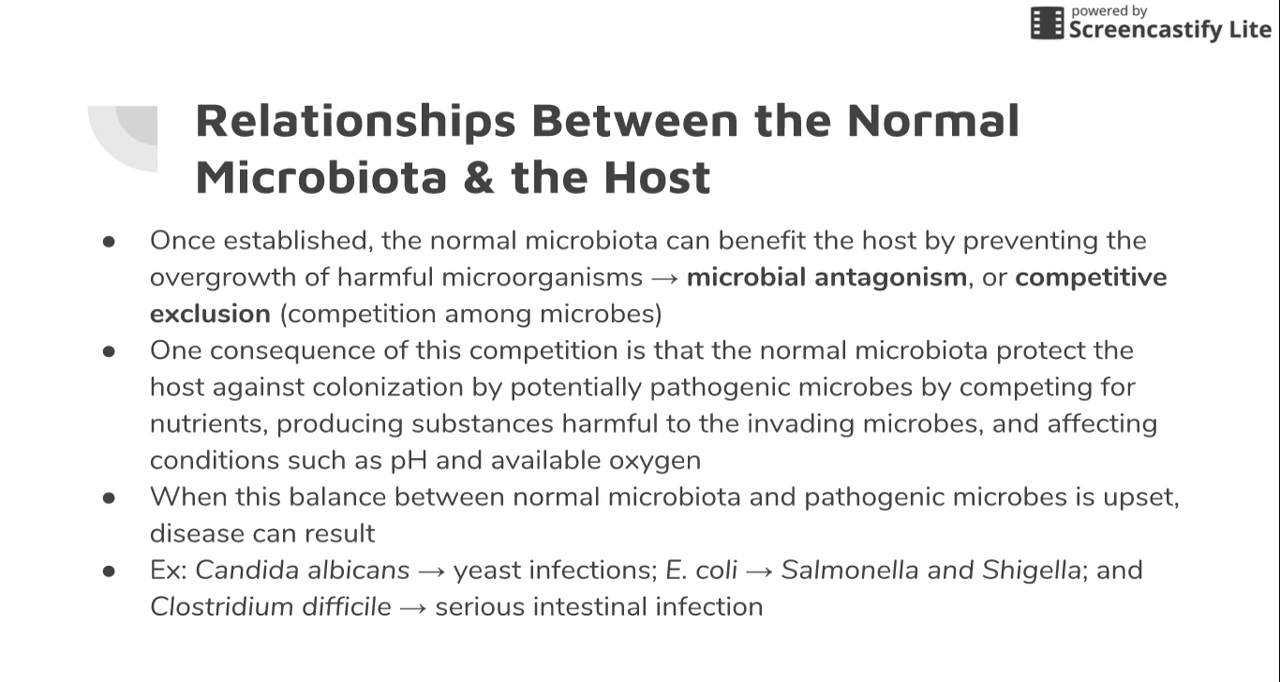 powered by
Screencastify Lite
Relationships Between the Normal
Microbiota & the Host
● Once established, the normal microbiota can benefit the host by preventing the
overgrowth of harmful microorganisms → microbial antagonism, or competitive
exclusion (competition among microbes)
● One consequence of this competition is that the normal microbiota protect the
host against colonization by potentially pathogenic microbes by competing for
nutrients, producing substances harmful to the invading microbes, and affecting
conditions such as pH and available oxygen
● When this balance between normal microbiota and pathogenic microbes is upset,
disease can result
● Ex: Candida albicans → yeast infections; E. coli → Salmonella and Shigella; and
Clostridium difficile → serious intestinal infection